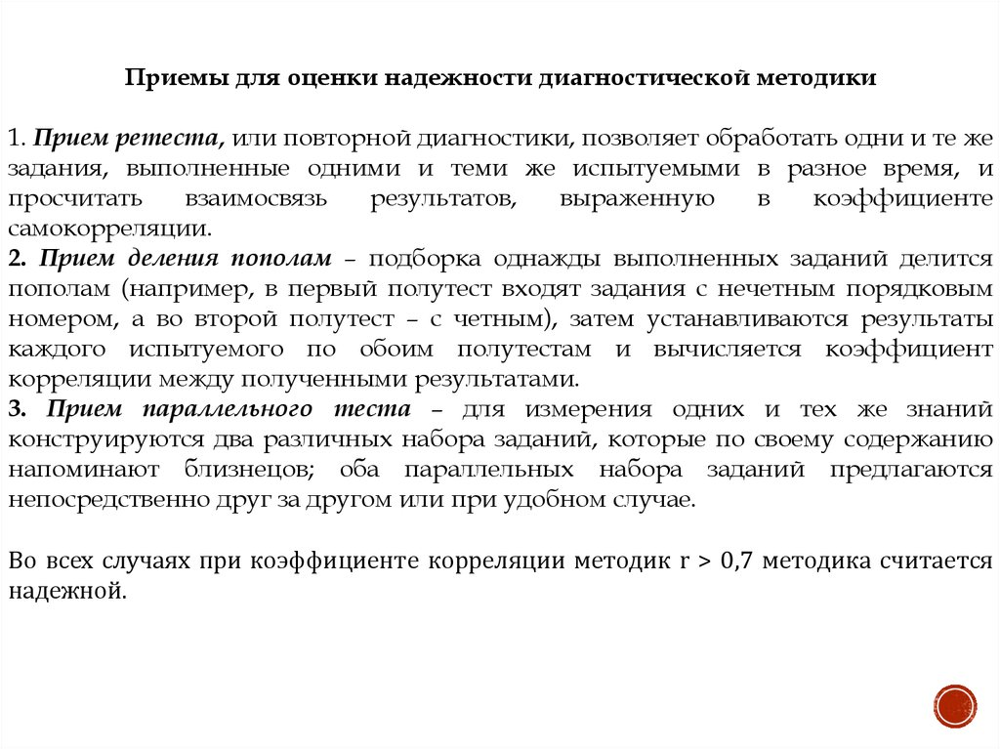 Приемы для оценки надежности диагностической методики
1. Прием ретеста, или повторной диагностики, позволяет обработать одни и те же
задания, выполненные одними и теми же испытуемыми в разное время, и
просчитать взаимосвязь результатов, выраженную в коэффициенте
самокорреляции.
2. Прием деления пополам – подборка однажды выполненных заданий делится
пополам (например, в первый полутест входят задания с нечетным порядковым
номером, а во второй полутест – с четным), затем устанавливаются результаты
каждого испытуемого по обоим полутестам и вычисляется коэффициент
корреляции между полученными результатами.
3. Прием параллельного теста – для измерения одних и тех же знаний
конструируются два различных набора заданий, которые по своему содержанию
напоминают близнецов; оба параллельных набора заданий предлагаются
непосредственно друг за другом или при удобном случае.
Во всех случаях при коэффициенте корреляции методик r > 0,7 методика считается
надежной.